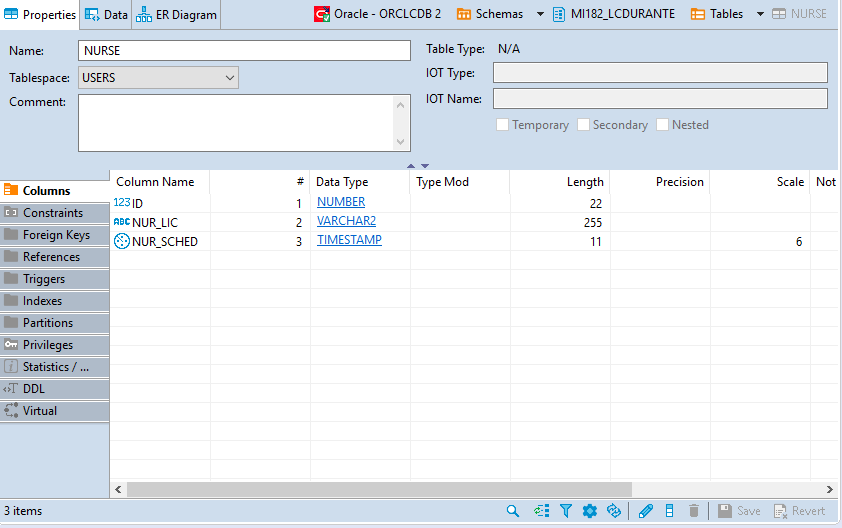 Properties Data ER Diagram Oracle - ORCLCDB 2 Schemas MI182_LCDURANTE Tables NURSE
Name: NURSE
Table Type: N/A
Tablespace: USERS
IOT Type:
Comment:
IOT Name:
Temporary Secondary Nested
Column Name # Data Type Type Mod Length Precision Scale Not
123 ID 1 NUMBER 22
ABC NUR_LIC 2 VARCHAR2 255
NUR_SCHED 3 TIMESTAMP 11 6
Columns
Constraints
Foreign Keys
References
Triggers
Indexes
Partitions
Privileges
Statistics / ...
DDL
Virtual
3 items Save Revert